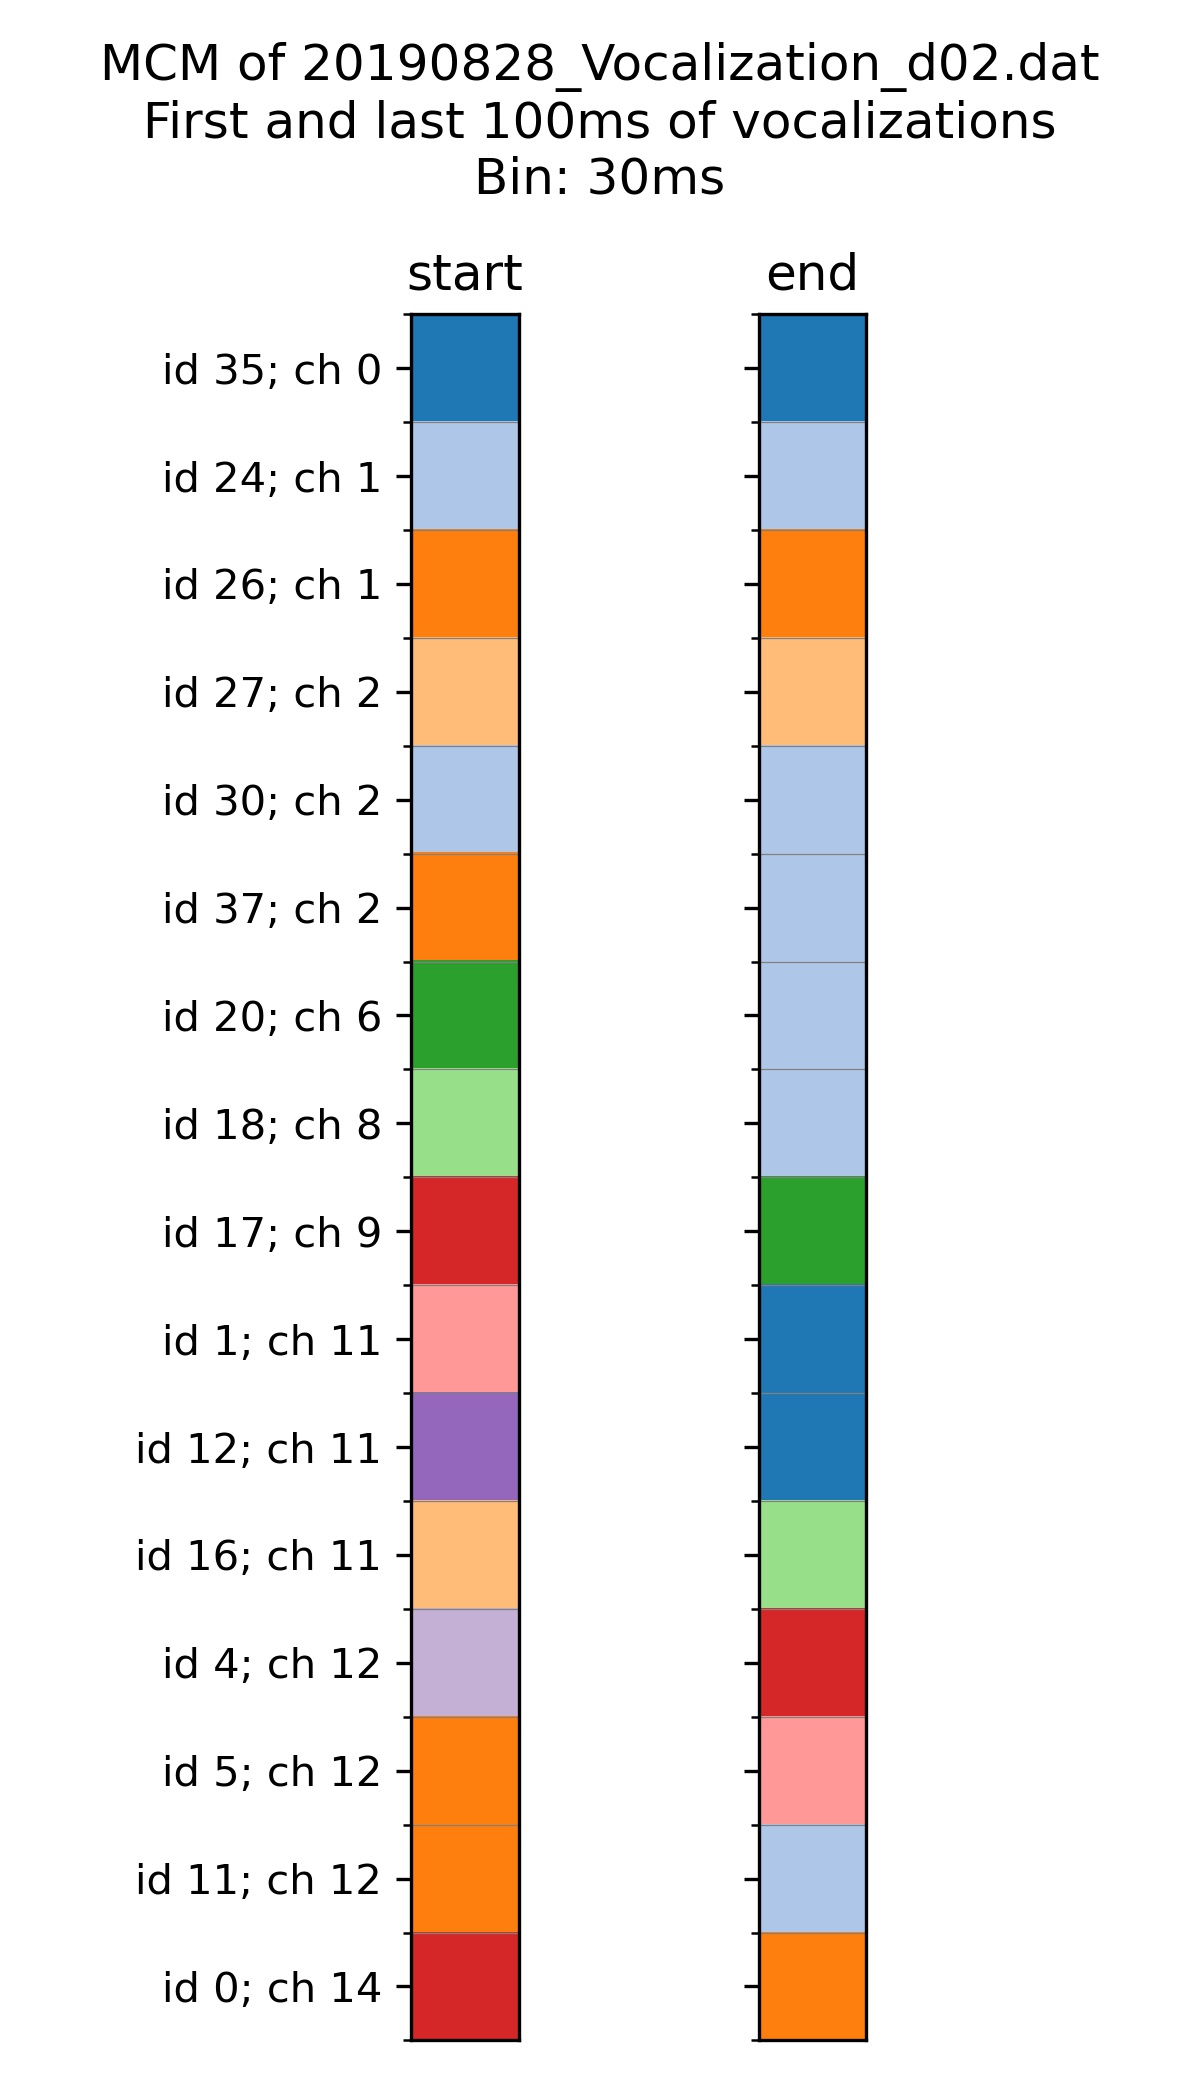 MCM of 20190828_Vocalization_d02.dat
First and last 100ms of vocalizations
Bin: 30ms
start end
id 35; ch 0
id 24; ch 1
id 26; ch 1
id 27; ch 2
id 30; ch 2
id 37; ch 2
id 20; ch 6
id 18; ch 8
id 17; ch 9
id 1; ch 11
id 12; ch 11
id 16; ch 11
id 4; ch 12
id 5; ch 12
id 11; ch 12
id 0; ch 14